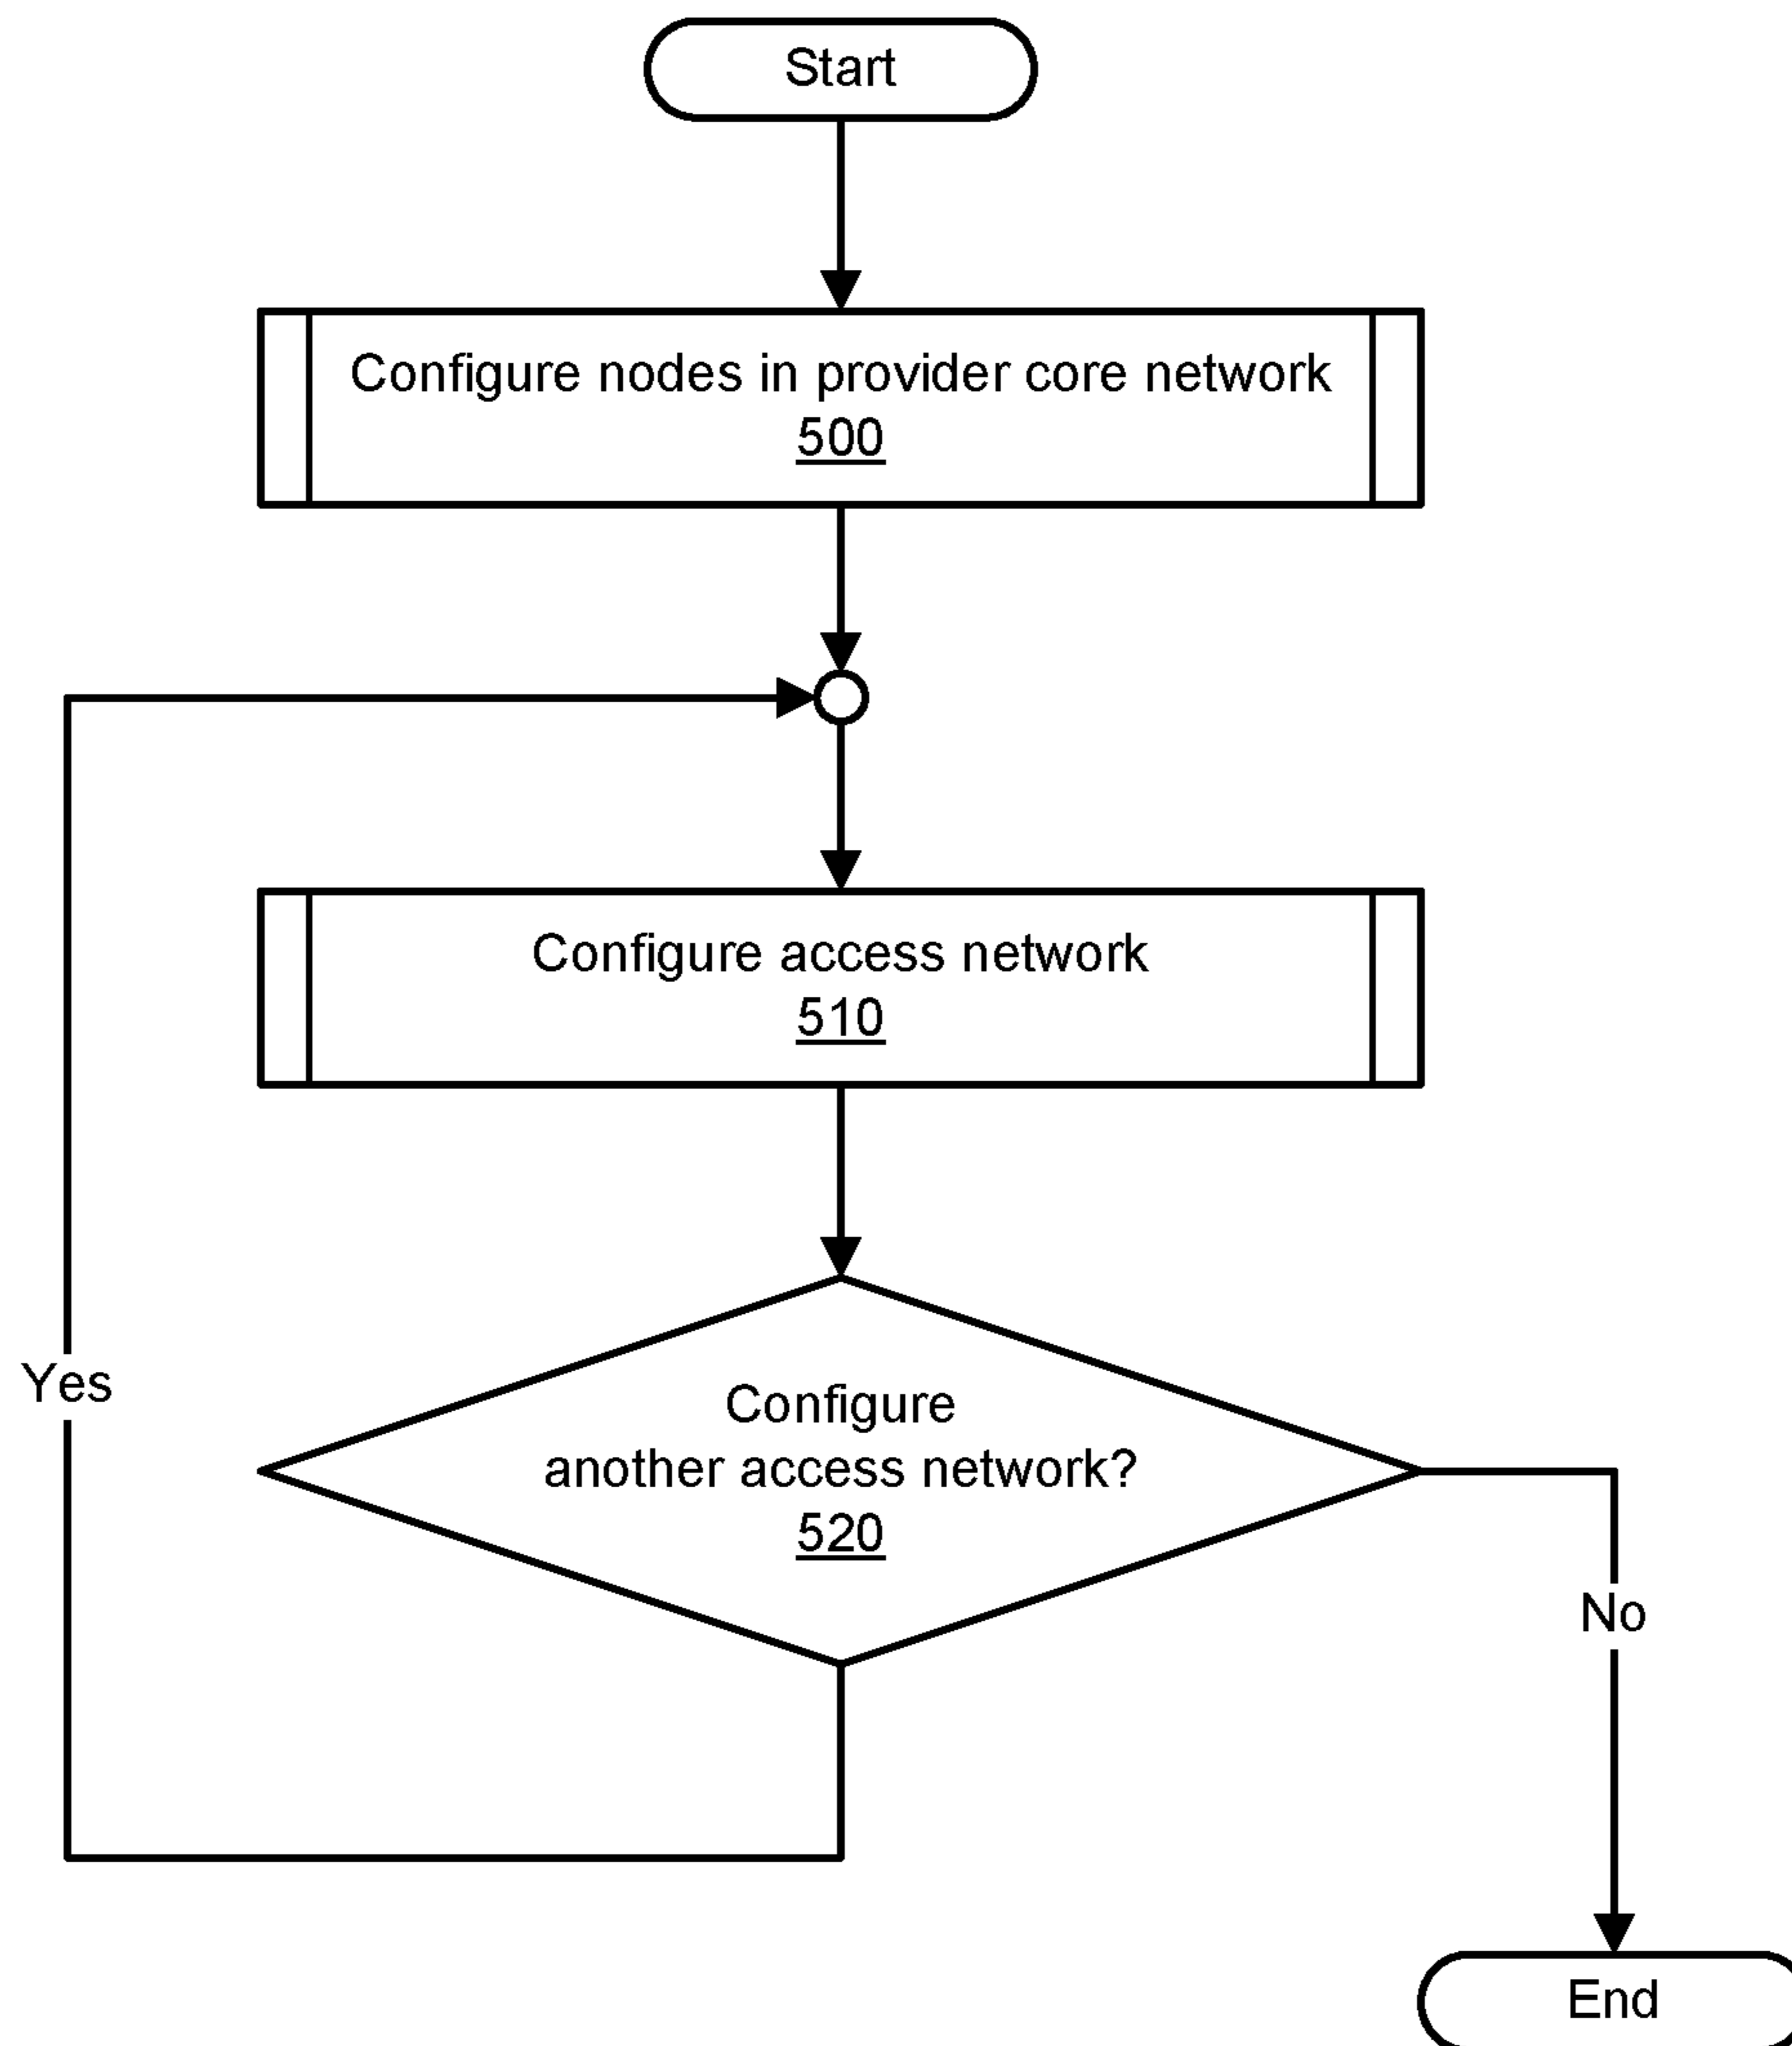 Start
Configure nodes in provider core network
500
Configure access network
510
Yes
Configure
another access network?
520
No
End